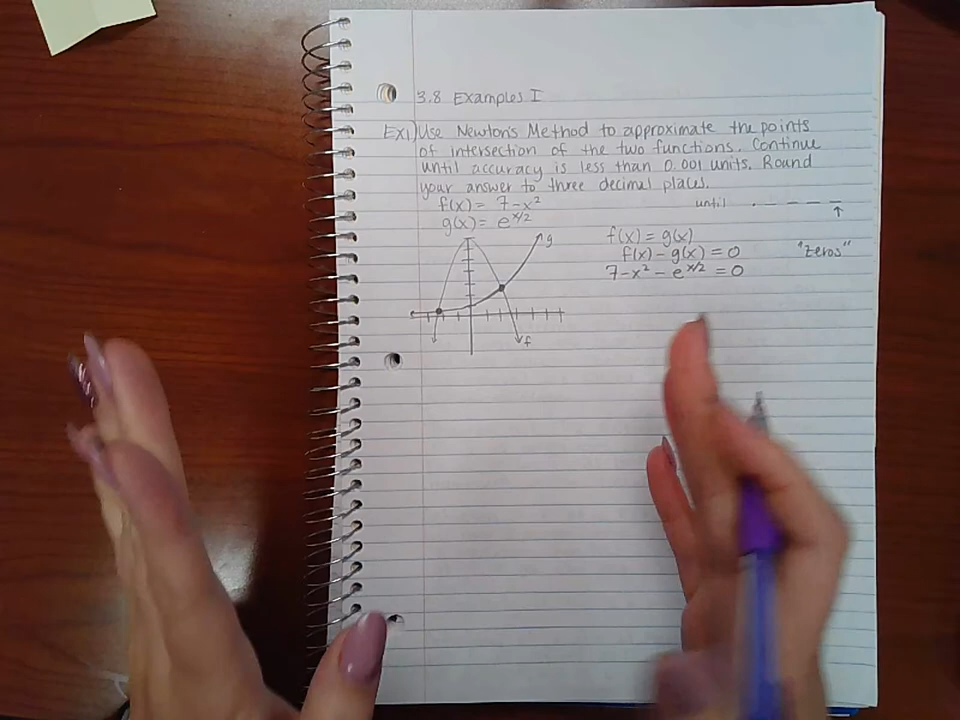 3.8 Examples I
Ex1) Use Newton's Method to approximate the points
of intersection of the two functions. Continue
until accuracy is less than 0.001 units. Round
your answer to three decimal places.
f(x) = 7-x²
g(x) = e^x/2
until . _ _ _ _
↑
f(x) = g(x)
f(x) - g(x) = 0 "zeros"
7-x² - e^x/2 = 0
g
f